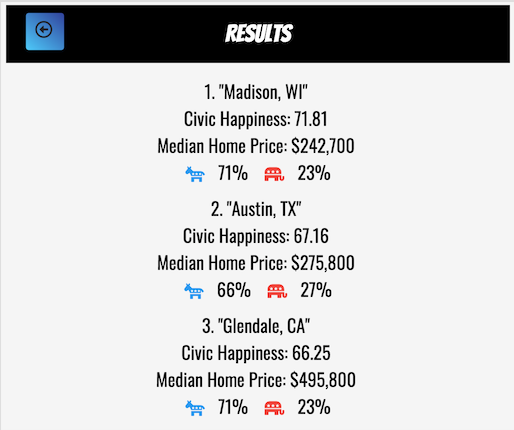 RESULTS
1. "Madison, WI"
Civic Happiness: 71.81
Median Home Price: $242,700
71% 23%
2. "Austin, TX"
Civic Happiness: 67.16
Median Home Price: $275,800
66% 27%
3. "Glendale, CA"
Civic Happiness: 66.25
Median Home Price: $495,800
71% 23%